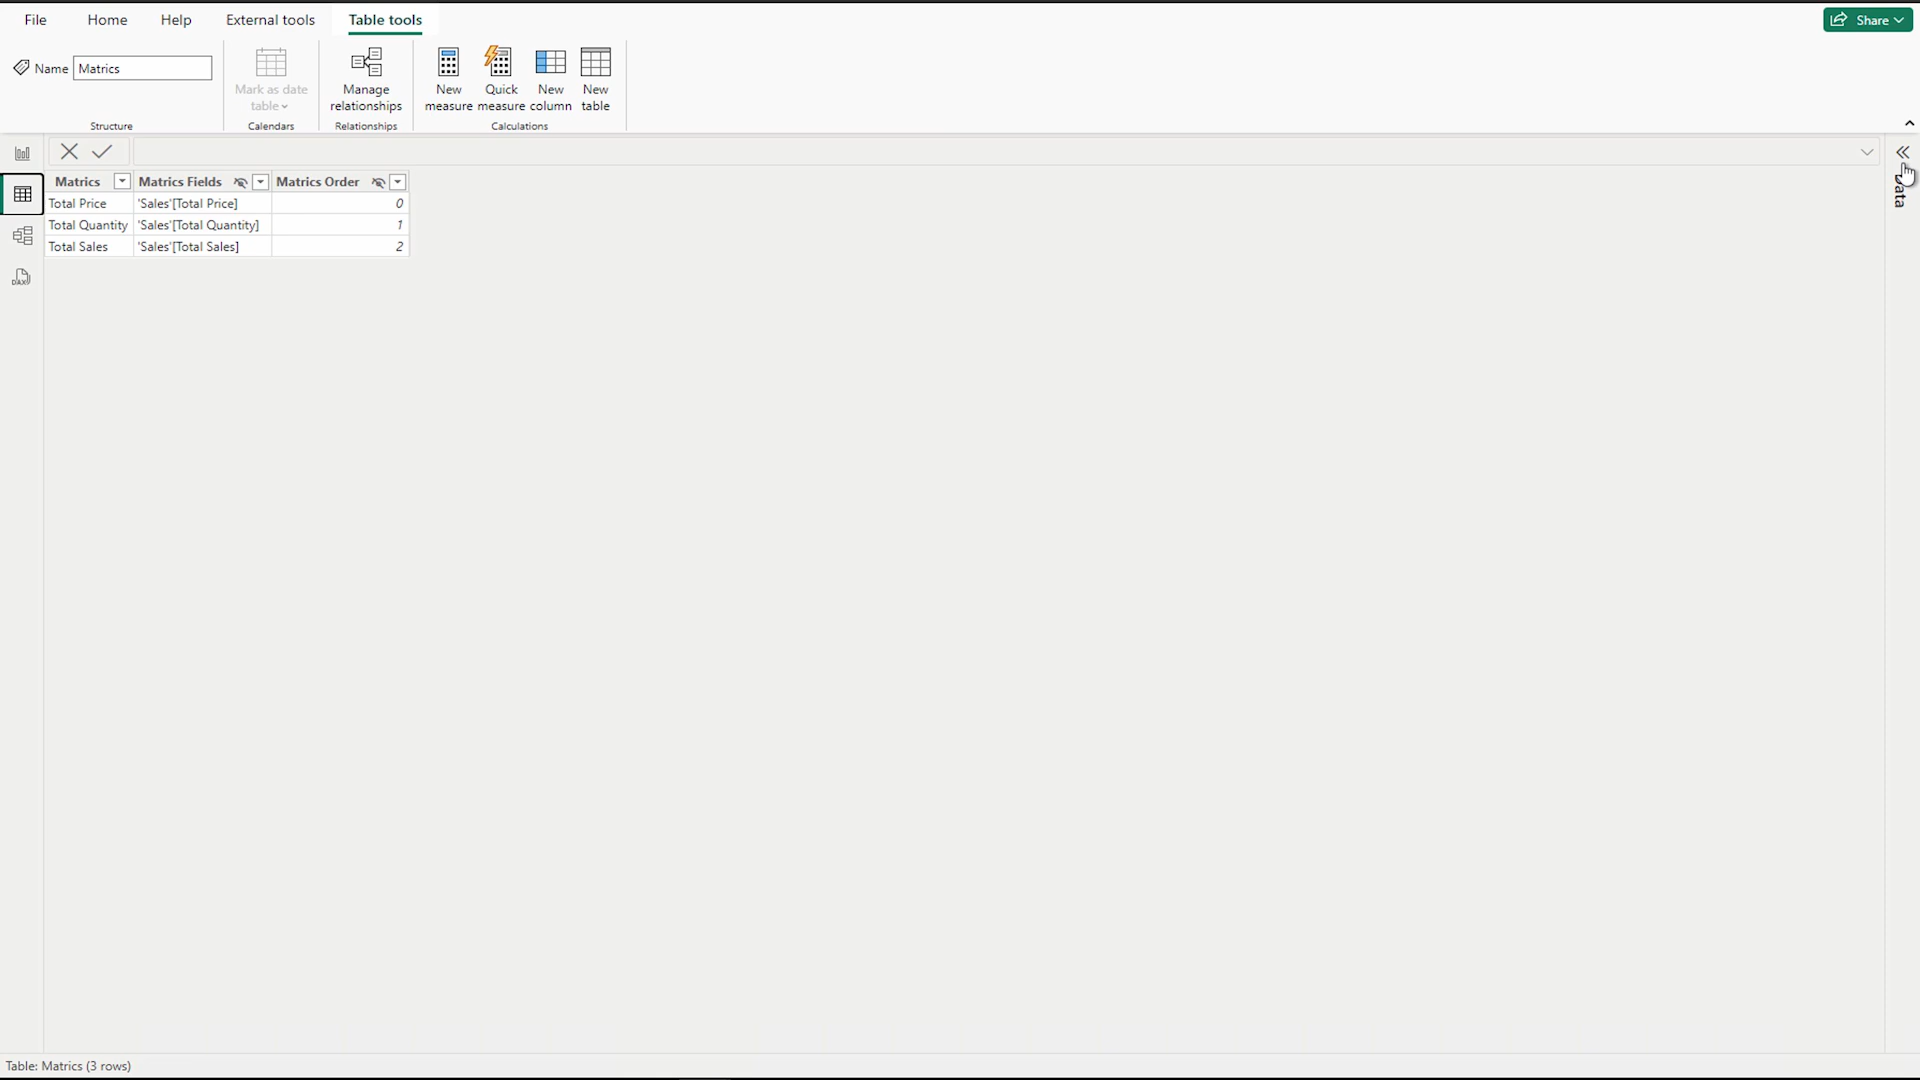 File Home Help External tools Table tools Share
Name Matrics
Mark as date table
Manage relationships
New measure
Quick measure
New column
New table
Structure Calendars Relationships Calculations
Matrics Matrics Fields Matrics Order
Total Price 'Sales'[Total Price] 0
Total Quantity 'Sales'[Total Quantity] 1
Total Sales 'Sales'[Total Sales] 2
DAX
Data
Table: Matrics (3 rows)